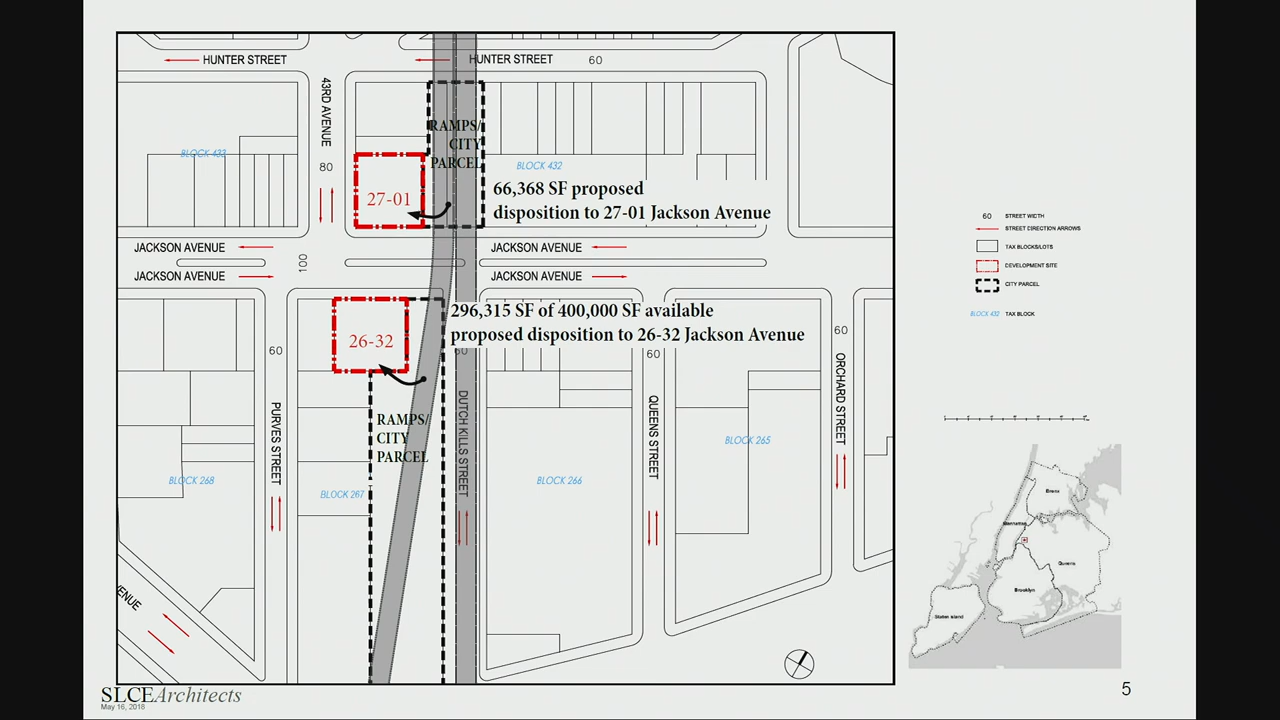 HUNTER STREET
HUNTER STREET
60
43RD AVENUE
80
BLOCK 433
RAMPS/
CITY
PARCEL
BLOCK 432
27-01
66,368 SF proposed
disposition to 27-01 Jackson Avenue
JACKSON AVENUE
JACKSON AVENUE
100
JACKSON AVENUE
JACKSON AVENUE
26-32
296,315 SF of 400,000 SF available
proposed disposition to 26-32 Jackson Avenue
60
60
60
60
PURVES STREET
RAMPS/
CITY
PARCEL
DUTCH KILLS STREET
QUEENS STREET
ORCHARD STREET
BLOCK 268
BLOCK 267
BLOCK 266
BLOCK 265
ENUE
60 STREET WIDTH
STREET DIRECTION ARROWS
TAX BLOCKS/LOTS
DEVELOPMENT SITE
CITY PARCEL
BLOCK 432 TAX BLOCK
Bronx
Manhattan
Queens
Brooklyn
Staten Island
SLCEArchitects
May 16, 2018
5